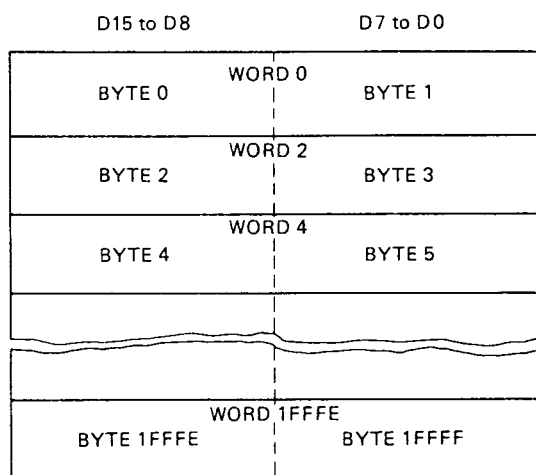 D15 to D8 D7 to D0
WORD 0
BYTE 0 BYTE 1
WORD 2
BYTE 2 BYTE 3
WORD 4
BYTE 4 BYTE 5
WORD 1FFFE
BYTE 1FFFE BYTE 1FFFF